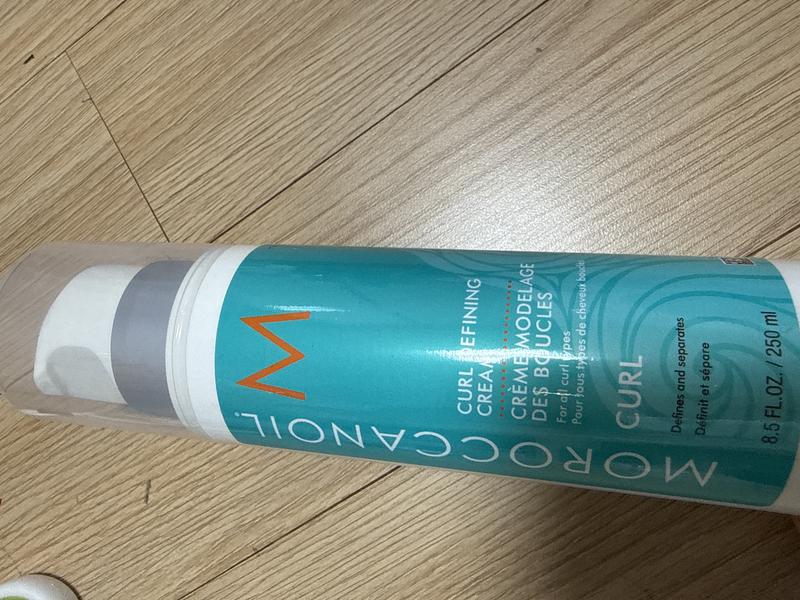 M
MOROCCANOIL.
CURL DEFINING
CREAM
CRÈME MODELAGE
DES BOUCLES
For all curl types
Pour tous types de cheveux bouclés
CURL
Defines and separates
Définit et sépare
8.5 FL.OZ. / 250 ml